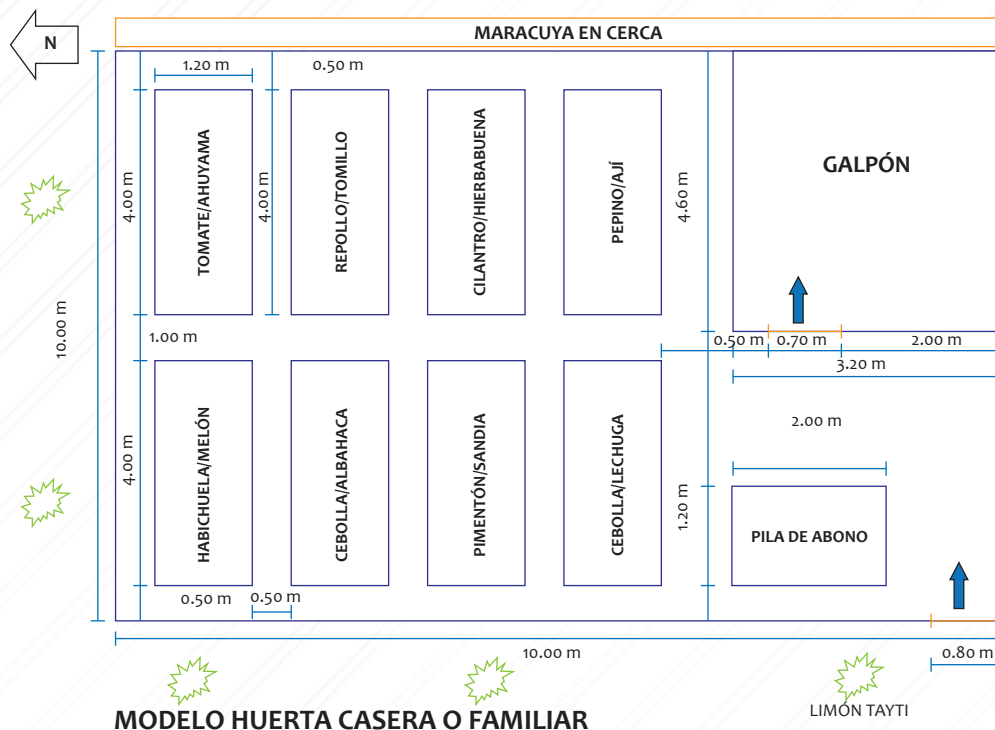 MARACUYA EN CERCA
N
1.20 m
0.50 m
4.00 m
TOMATE/AHUYAMA
4.00 m
REPOLLO/TOMILLO
CILANTRO/HIERBABUENA
PEPINO/AJÍ
4.60 m
GALPÓN
10.00 m
1.00 m
0.50 m
0.70 m
2.00 m
3.20 m
2.00 m
4.00 m
HABICHUELA/MELÓN
CEBOLLA/ALBAHACA
PIMENTÓN/SANDIA
CEBOLLA/LECHUGA
1.20 m
PILA DE ABONO
0.50 m
0.50 m
10.00 m
0.80 m
LIMÓN TAYTI
MODELO HUERTA CASERA O FAMILIAR